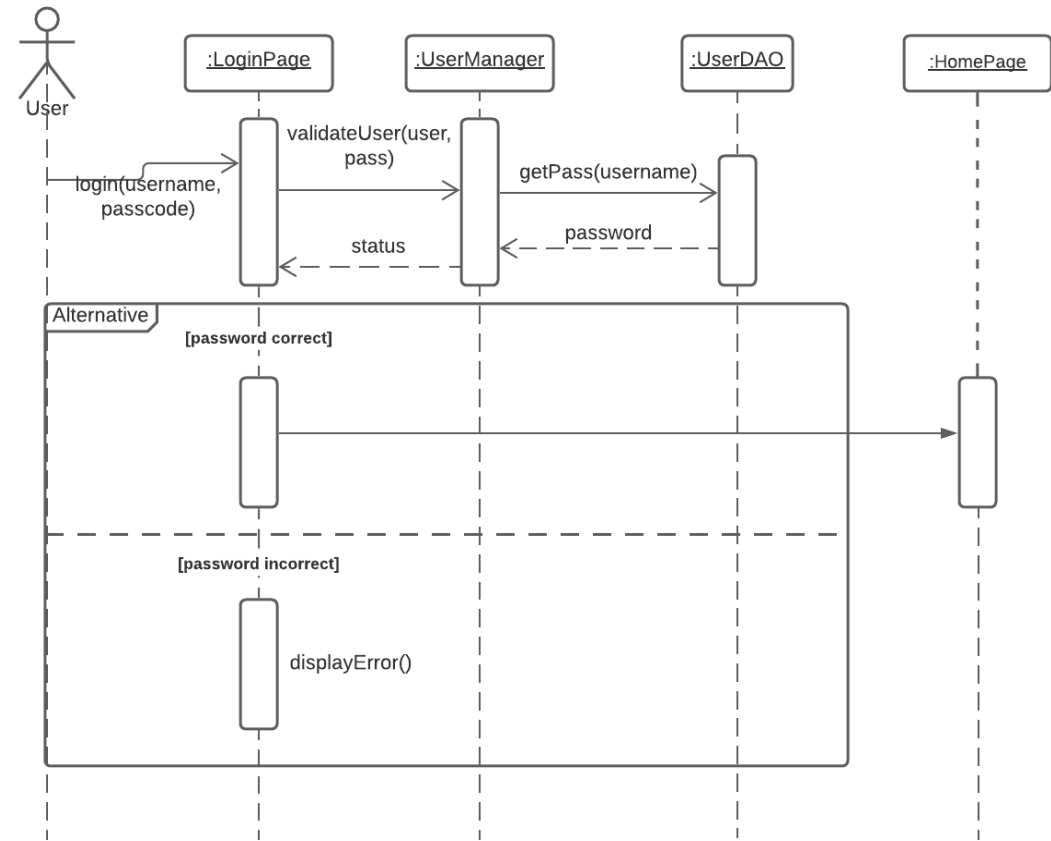 User
:LoginPage
:UserManager
:UserDAO
:HomePage
login(username,
passcode)
validateUser(user,
pass)
getPass(username)
password
status
Alternative
[password correct]
[password incorrect]
displayError()